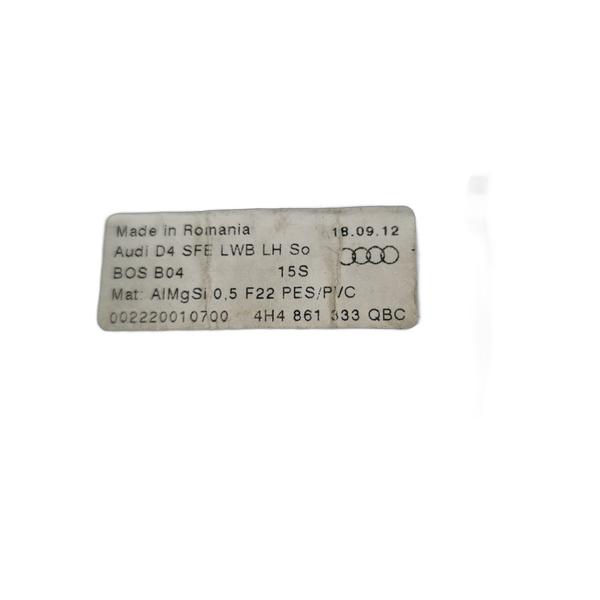 Made in Romania 18.09.12
Audi D4 SFE LWB LH So
BOS B04 15S
Mat: AlMgSi 0,5 F22 PES/PVC
002220010700 4H4 861 333 QBC